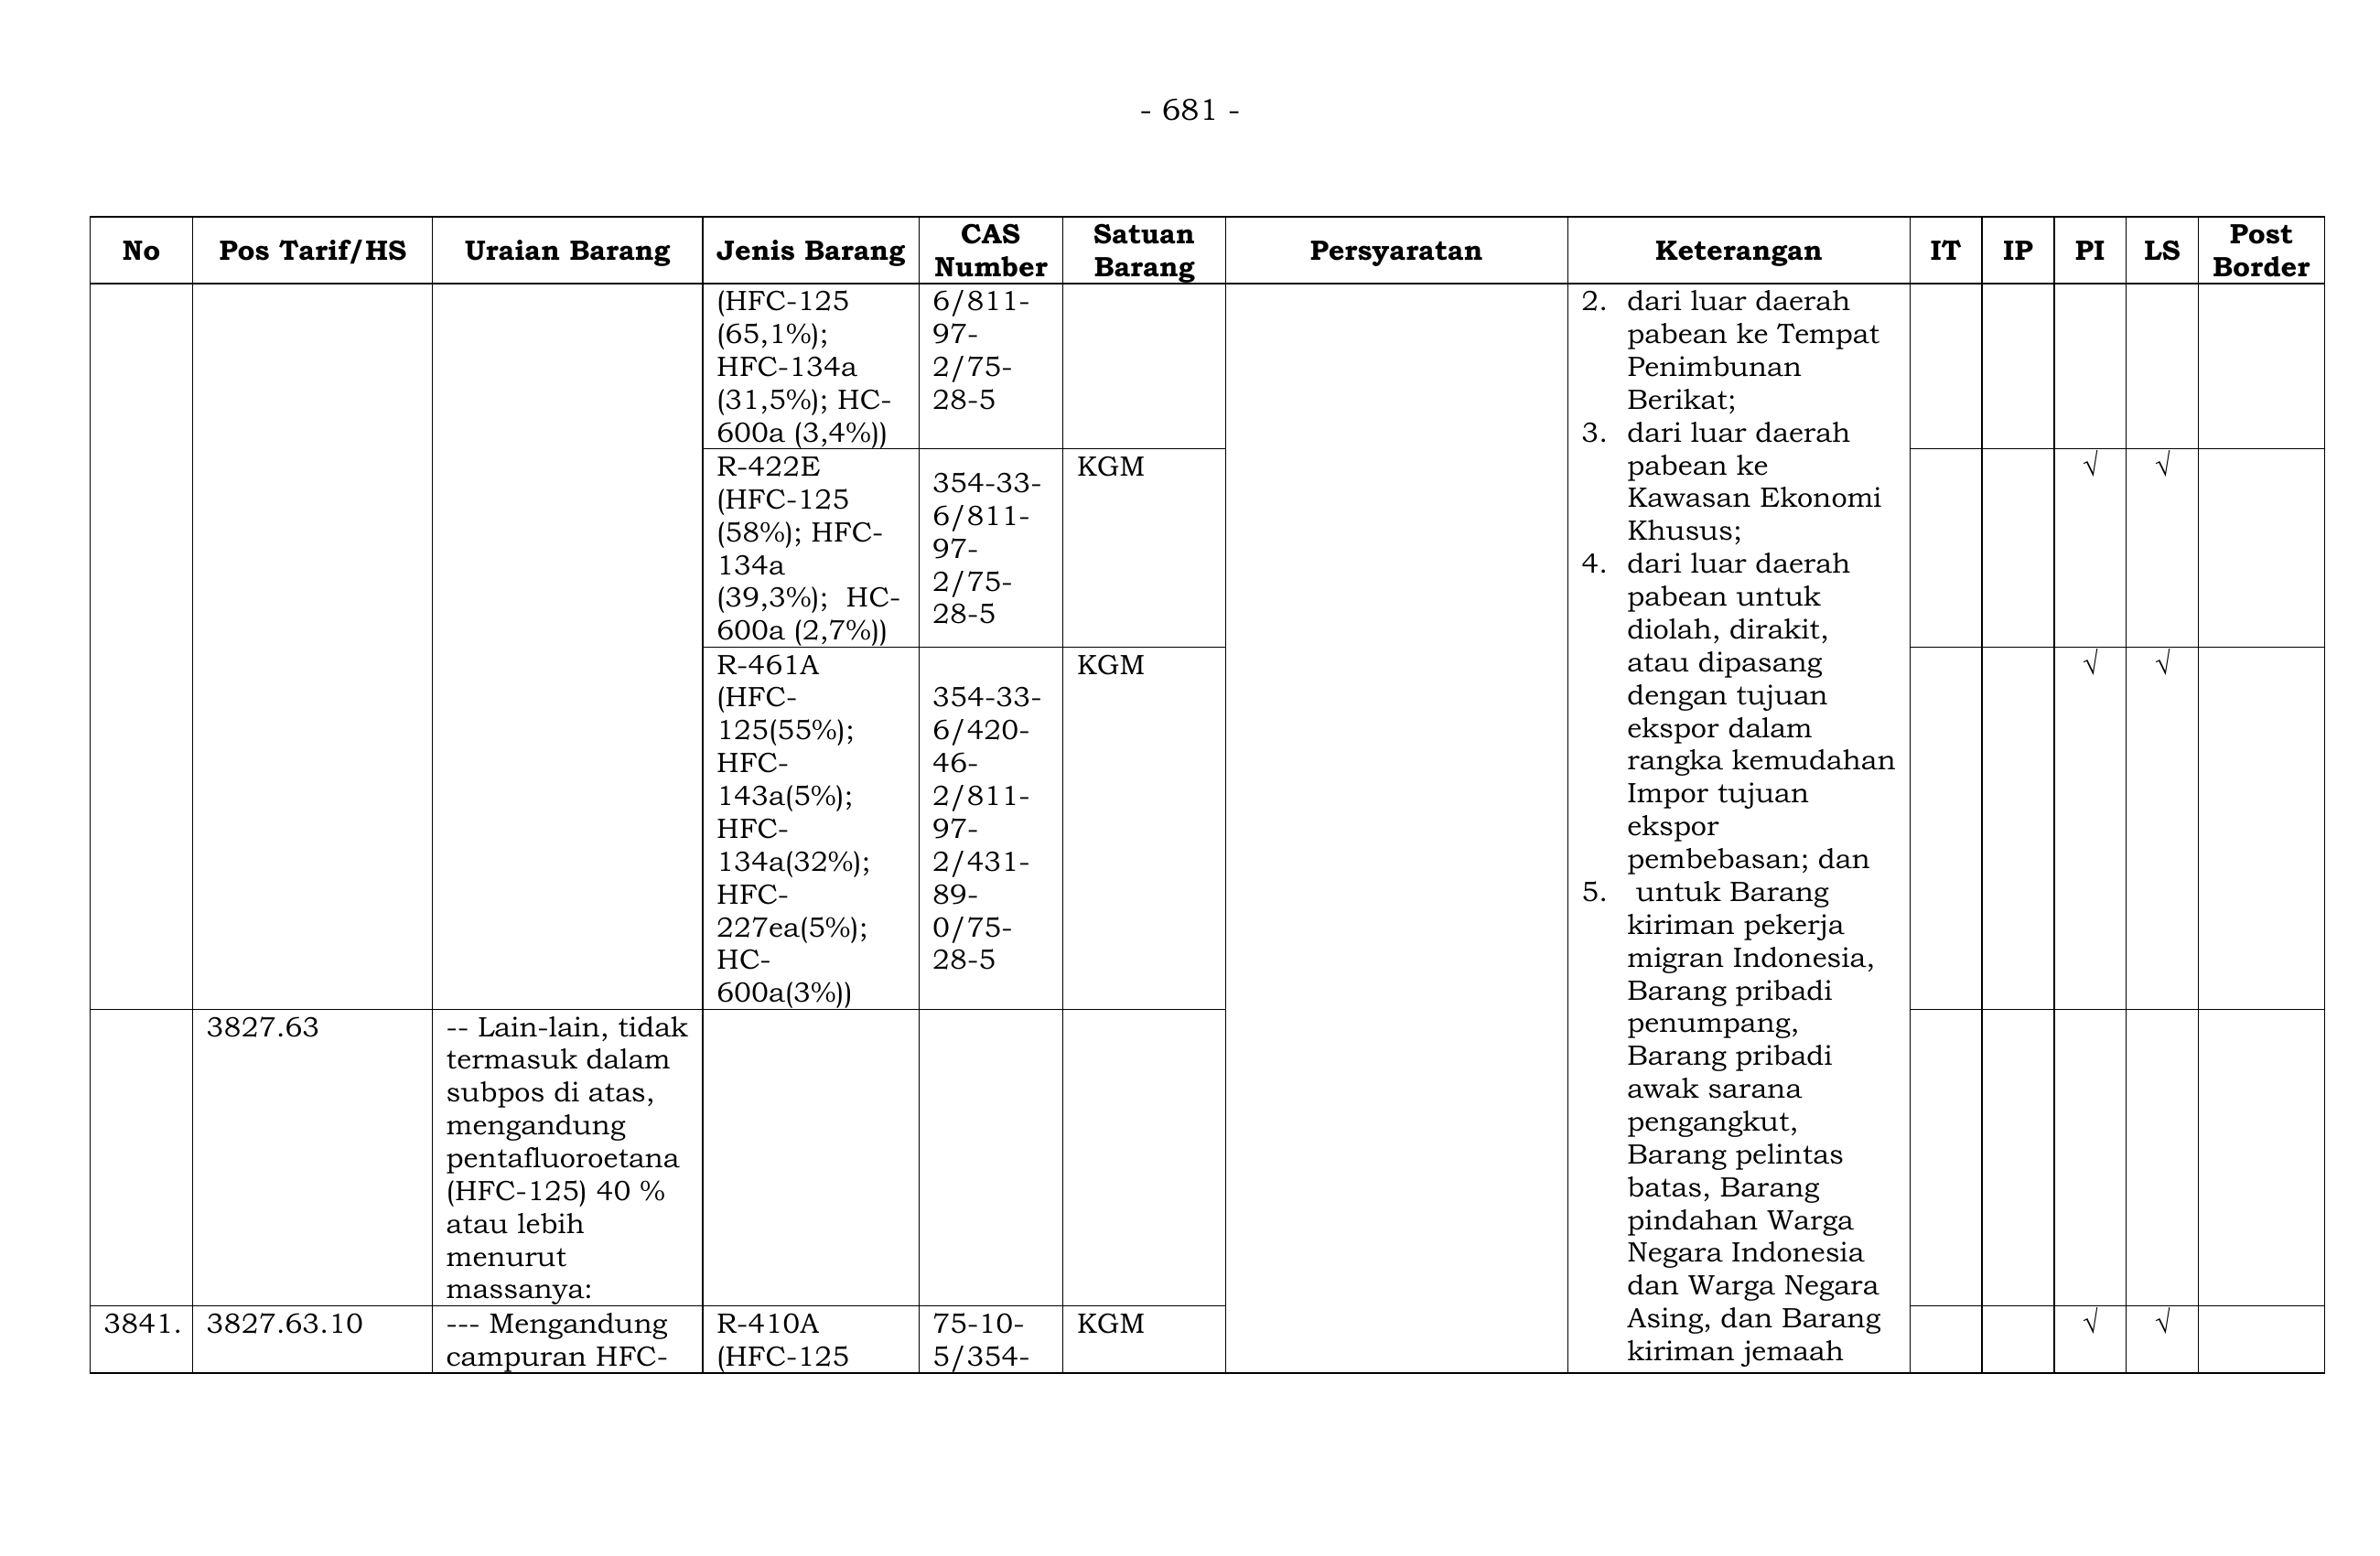 - 681 -
No Pos Tarif/HS Uraian Barang Jenis Barang CAS Number Satuan Barang Persyaratan Keterangan IT IP PI LS Post Border
(HFC-125
(65,1%);
HFC-134a
(31,5%); HC-
600a (3,4%))
6/811-
97-
2/75-
28-5
R-422E
(HFC-125
(58%); HFC-
134a
(39,3%);  HC-
600a (2,7%))
354-33-
6/811-
97-
2/75-
28-5
KGM
√ √
R-461A
(HFC-
125(55%);
HFC-
143a(5%);
HFC-
134a(32%);
HFC-
227ea(5%);
HC-
600a(3%))
354-33-
6/420-
46-
2/811-
97-
2/431-
89-
0/75-
28-5
KGM
√ √
3827.63
-- Lain-lain, tidak
termasuk dalam
subpos di atas,
mengandung
pentafluoroetana
(HFC-125) 40 %
atau lebih
menurut
massanya:
3841. 3827.63.10
--- Mengandung
campuran HFC-
R-410A
(HFC-125
75-10-
5/354-
KGM
√ √
2. dari luar daerah
pabean ke Tempat
Penimbunan
Berikat;
3. dari luar daerah
pabean ke
Kawasan Ekonomi
Khusus;
4. dari luar daerah
pabean untuk
diolah, dirakit,
atau dipasang
dengan tujuan
ekspor dalam
rangka kemudahan
Impor tujuan
ekspor
pembebasan; dan
5. untuk Barang
kiriman pekerja
migran Indonesia,
Barang pribadi
penumpang,
Barang pribadi
awak sarana
pengangkut,
Barang pelintas
batas, Barang
pindahan Warga
Negara Indonesia
dan Warga Negara
Asing, dan Barang
kiriman jemaah